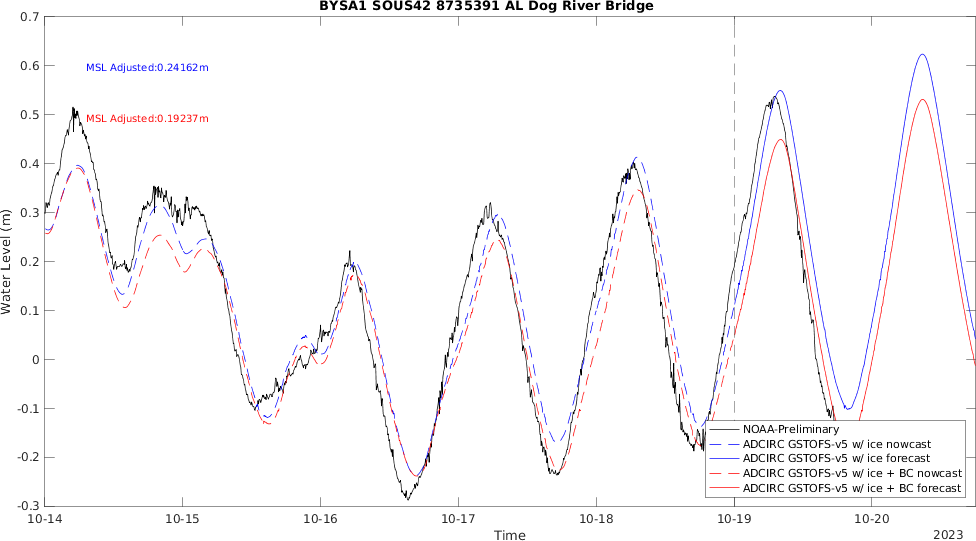 BYSA1 SOUS42 8735391 AL Dog River Bridge
0.7
0.6
0.5
0.4
0.3
0.2
0.1
0
-0.1
-0.2
-0.3
Water Level (m)
MSL Adjusted:0.24162m
MSL Adjusted:0.19237m
NOAA-Preliminary
ADCIRC GSTOFS-v5 w/ ice nowcast
ADCIRC GSTOFS-v5 w/ ice forecast
ADCIRC GSTOFS-v5 w/ ice + BC nowcast
ADCIRC GSTOFS-v5 w/ ice + BC forecast
10-14 10-15 10-16 10-17 10-18 10-19 10-20
Time
2023